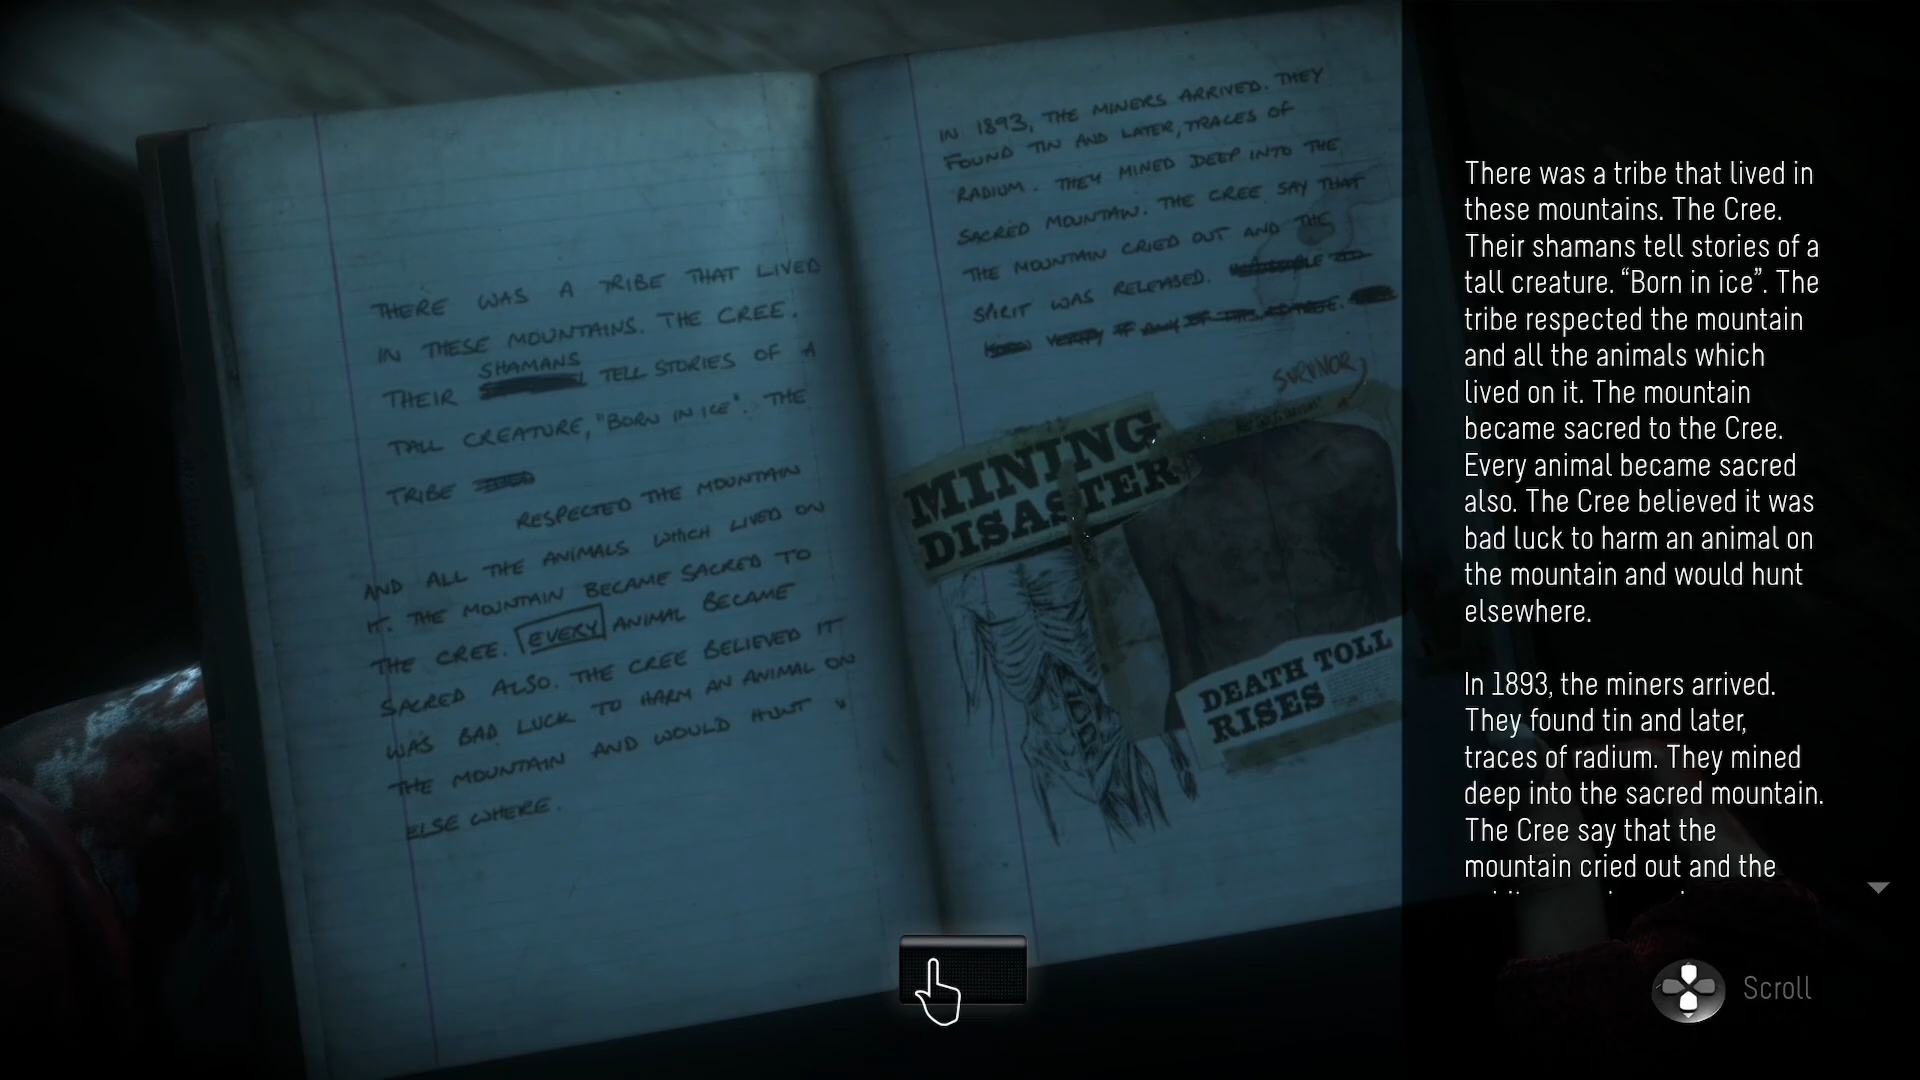 THERE WAS A TRIBE THAT LIVED
IN THESE MOUNTAINS. THE CREE.
SHAMANS
THEIR TELL STORIES OF A
TALL CREATURE, "BORN IN ICE". THE
TRIBE
RESPECTED THE MOUNTAIN
AND ALL THE ANIMALS WHICH LIVED ON
IT. THE MOUNTAIN BECAME SACRED TO
THE CREE. EVERY ANIMAL BECAME
SACRED ALSO. THE CREE BELIEVED IT
WAS BAD LUCK TO HARM AN ANIMAL ON
THE MOUNTAIN AND WOULD HUNT
ELSE WHERE.
IN 1893, THE MINERS ARRIVED. THEY
FOUND TIN AND LATER, TRACES OF
RADIUM. THEY MINED DEEP INTO THE
SACRED MOUNTAIN. THE CREE SAY THAT
THE MOUNTAIN CRIED OUT AND THE
SPIRIT WAS RELEASED.
SURVIVOR
MINING
DISASTER
DEATH TOLL
RISES
There was a tribe that lived in
these mountains. The Cree.
Their shamans tell stories of a
tall creature. “Born in ice”. The
tribe respected the mountain
and all the animals which
lived on it. The mountain
became sacred to the Cree.
Every animal became sacred
also. The Cree believed it was
bad luck to harm an animal on
the mountain and would hunt
elsewhere.
In 1893, the miners arrived.
They found tin and later,
traces of radium. They mined
deep into the sacred mountain.
The Cree say that the
mountain cried out and the
Scroll